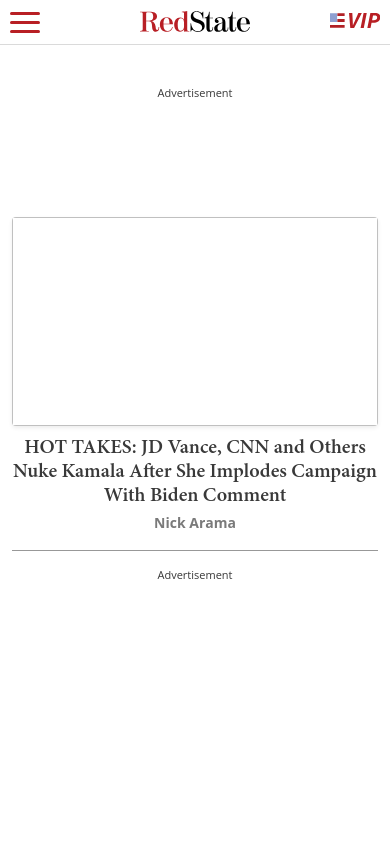 RedState
VIP
Advertisement
HOT TAKES: JD Vance, CNN and Others
Nuke Kamala After She Implodes Campaign
With Biden Comment
Nick Arama
Advertisement